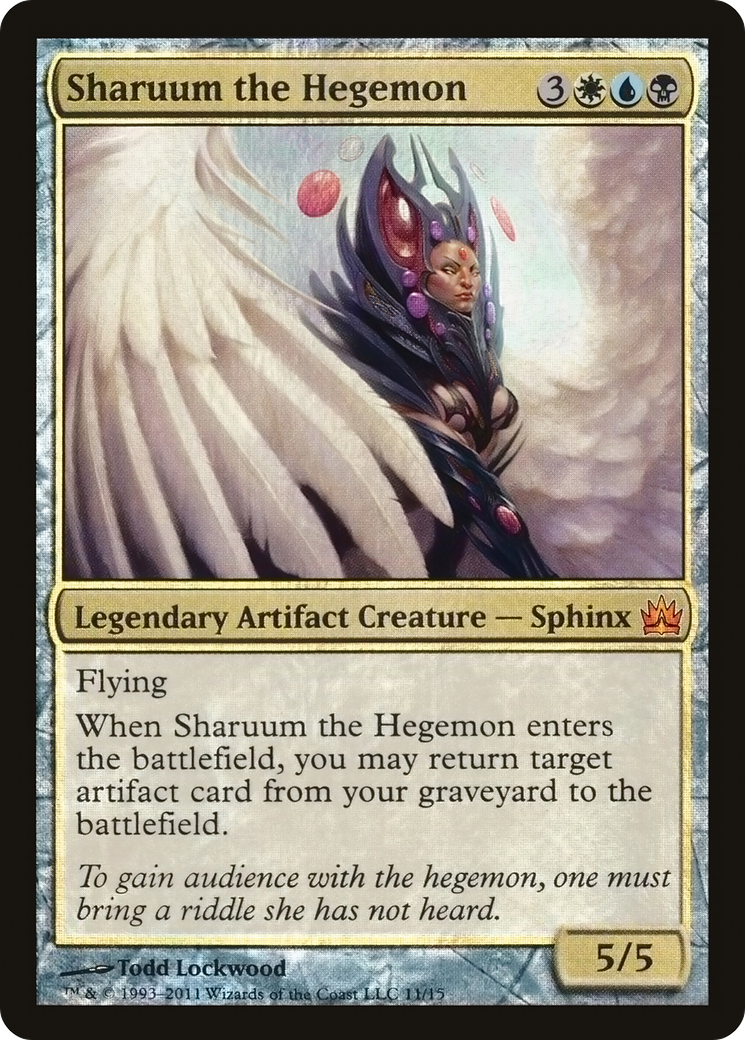 Sharuum the Hegemon 3
Legendary Artifact Creature — Sphinx
Flying
When Sharuum the Hegemon enters
the battlefield, you may return target
artifact card from your graveyard to the
battlefield.
To gain audience with the hegemon, one must
bring a riddle she has not heard.
5/5
Todd Lockwood
™ & © 1993–2011 Wizards of the Coast LLC 11/15